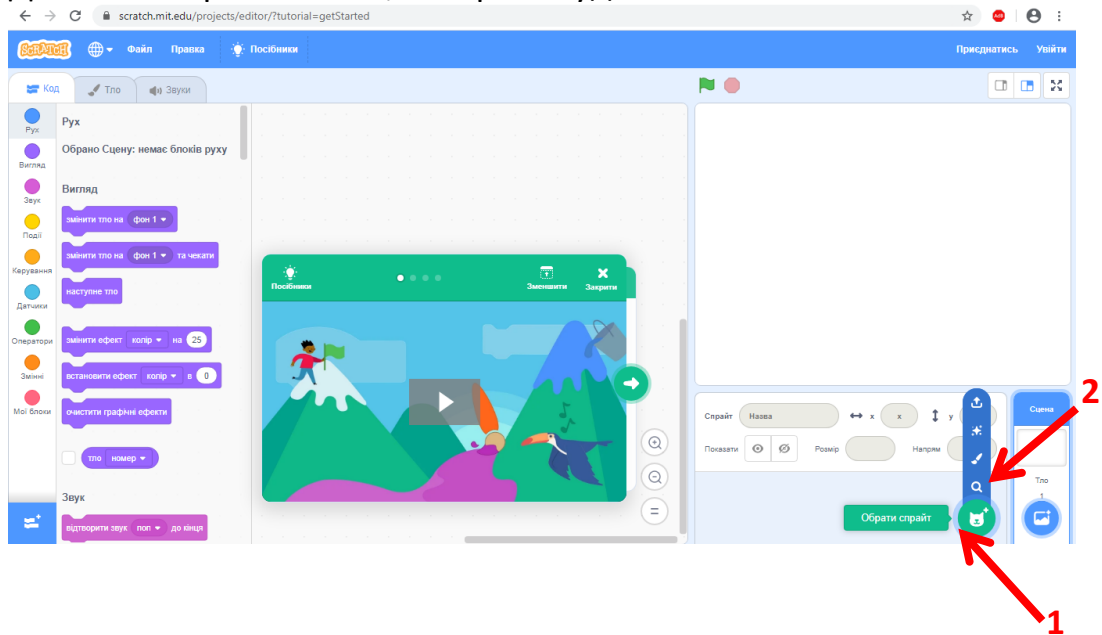 scratch.mit.edu/projects/editor/?tutorial=getStarted
SCRATCH Файл Правка Посібники Приєднатись Увійти
Код Тло Звуки
Рух
Вигляд
Звук
Події
Керування
Датчики
Оператори
Змінні
Мої блоки
Рух
Обрано Сцену: немає блоків руху
Вигляд
змінити тло на фон 1
змінити тло на фон 1 та чекати
наступне тло
змінити ефект колір на 25
встановити ефект колір в 0
очистити графічні ефекти
тло номер
Звук
відтворити звук поп до кінця
Посібники Зменшити Закрити
Спрайт Назва x x y
Показати Розмір Напрям
Обрати спрайт
Сцена
Тло
1
2
1